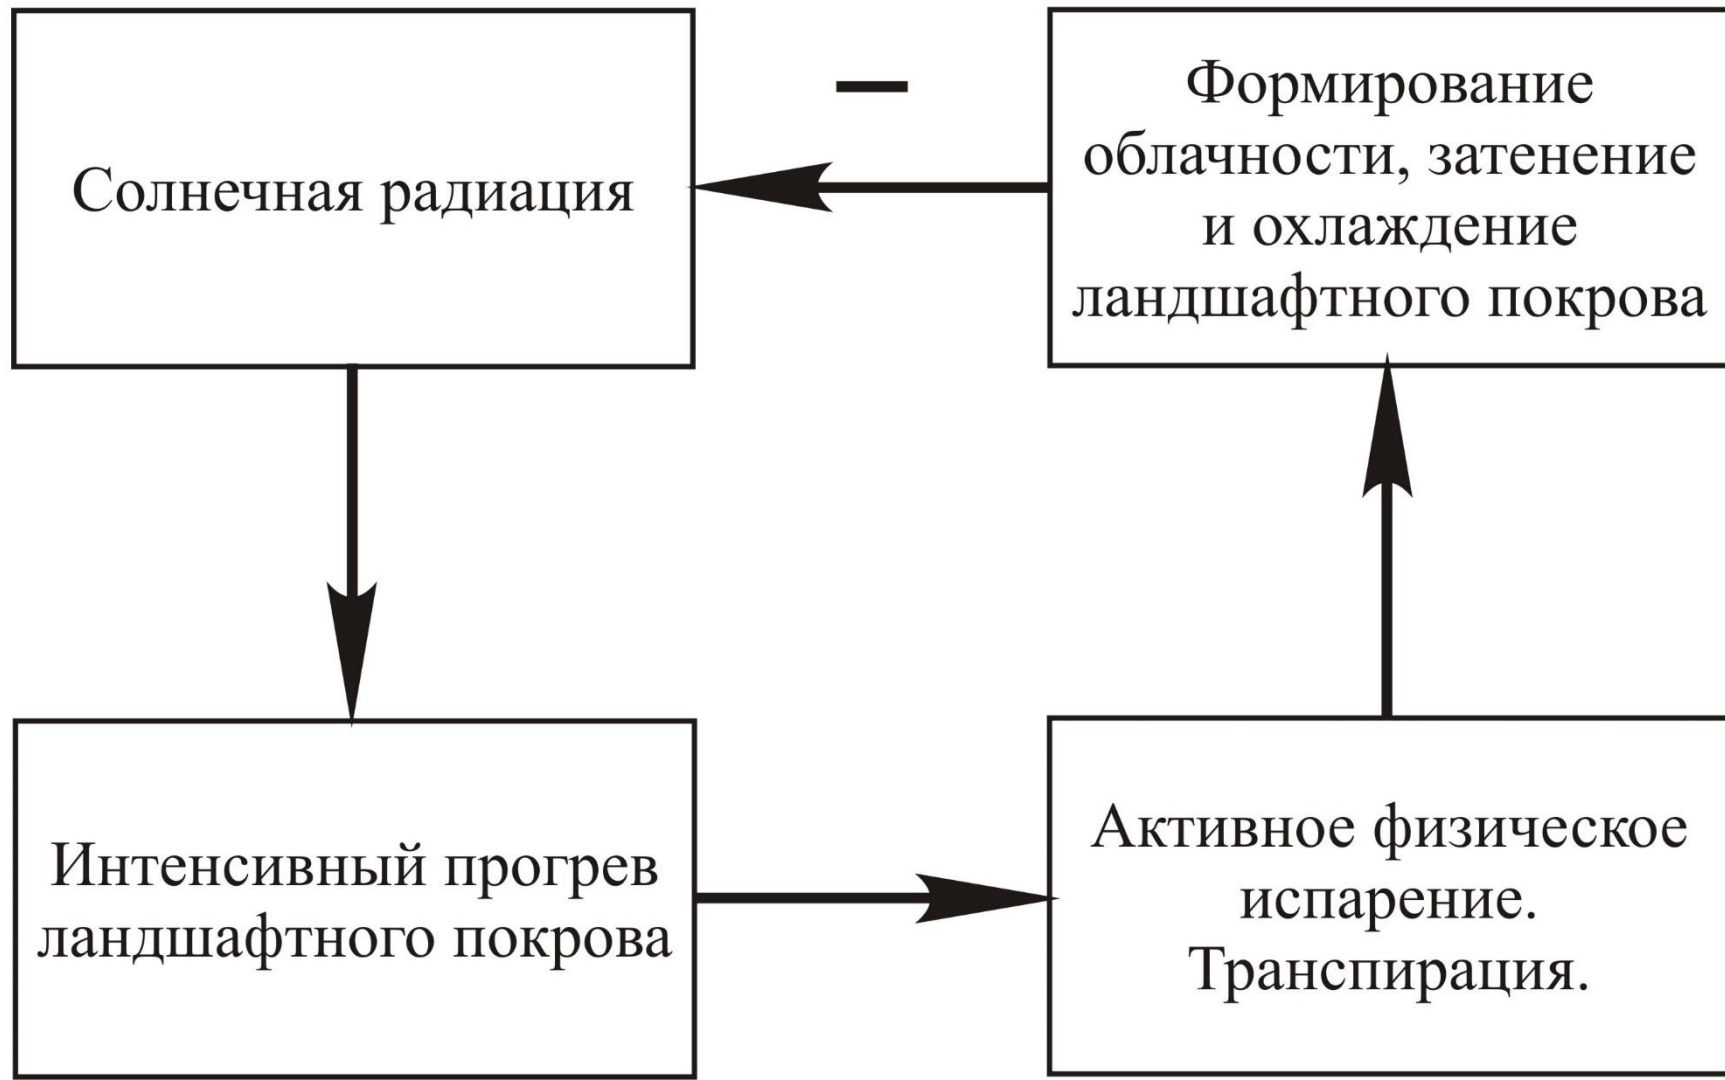 Солнечная радиация
–
Формирование
облачности, затенение
и охлаждение
ландшафтного покрова
Интенсивный прогрев
ландшафтного покрова
Активное физическое
испарение.
Транспирация.